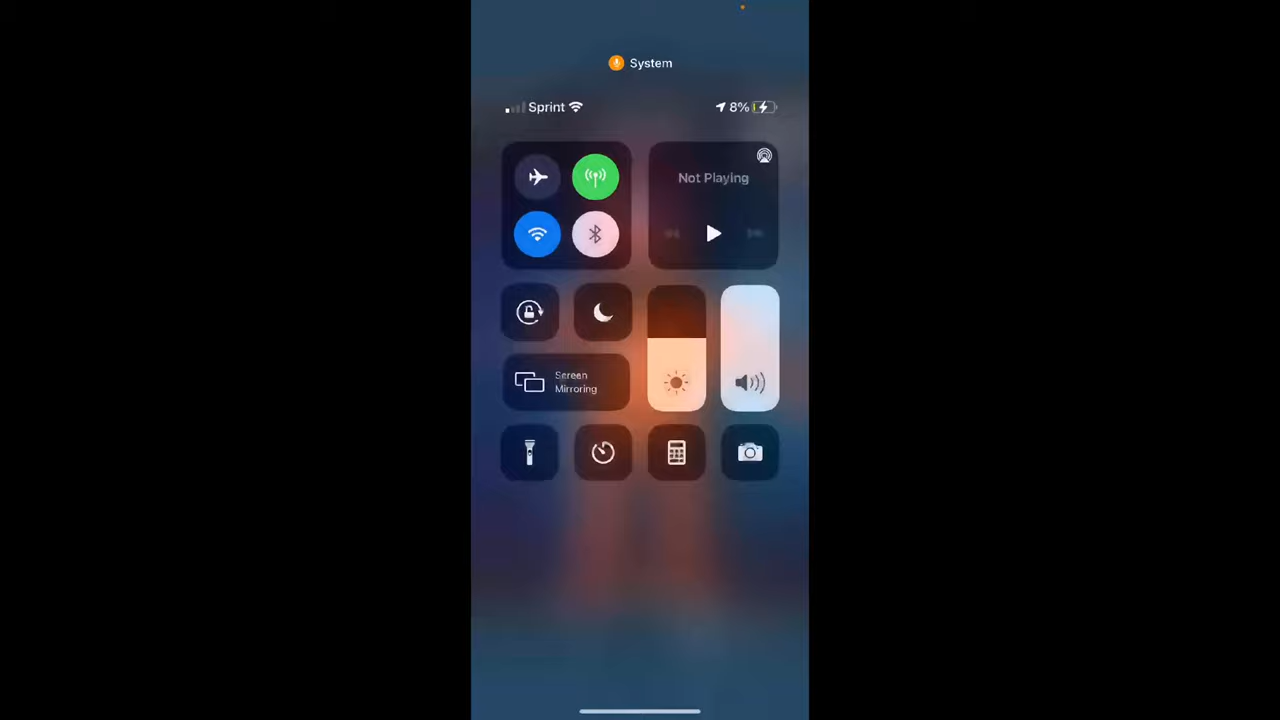 System
Sprint 8%
Not Playing
Screen
Mirroring